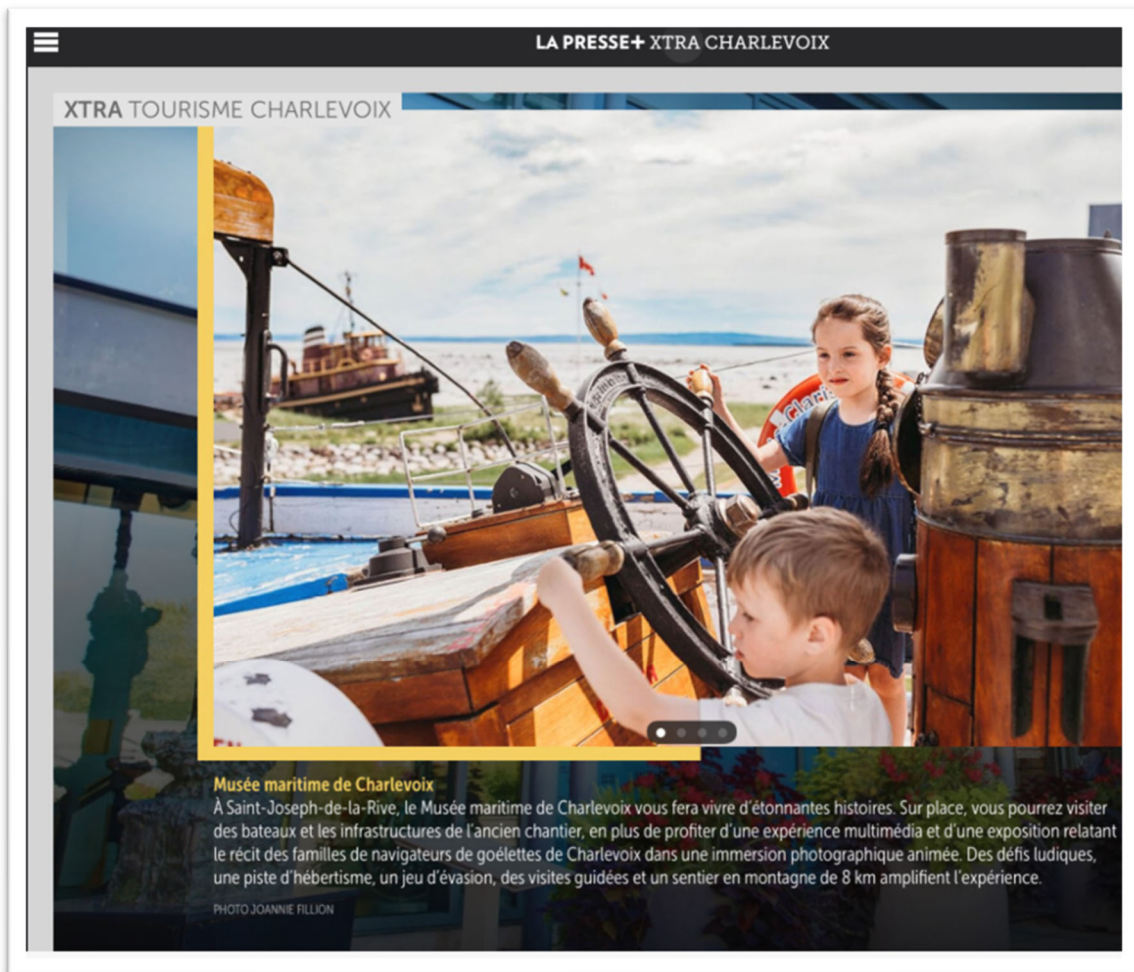 LA PRESSE+ XTRA CHARLEVOIX
XTRA TOURISME CHARLEVOIX
Claris
Musée maritime de Charlevoix
À Saint-Joseph-de-la-Rive, le Musée maritime de Charlevoix vous fera vivre d'étonnantes histoires. Sur place, vous pourrez visiter
des bateaux et les infrastructures de l'ancien chantier, en plus de profiter d'une expérience multimédia et d'une exposition relatant
le récit des familles de navigateurs de goélettes de Charlevoix dans une immersion photographique animée. Des défis ludiques,
une piste d'hébertisme, un jeu d'évasion, des visites guidées et un sentier en montagne de 8 km amplifient l'expérience.
PHOTO JOANNIE FILLION